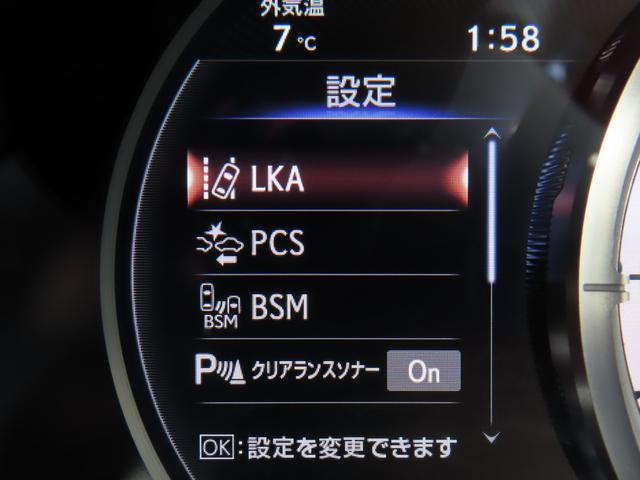 外気温
7℃ 1:58
設定
LKA
PCS
BSM BSM
P クリアランスソナー On
OK:設定を変更できます